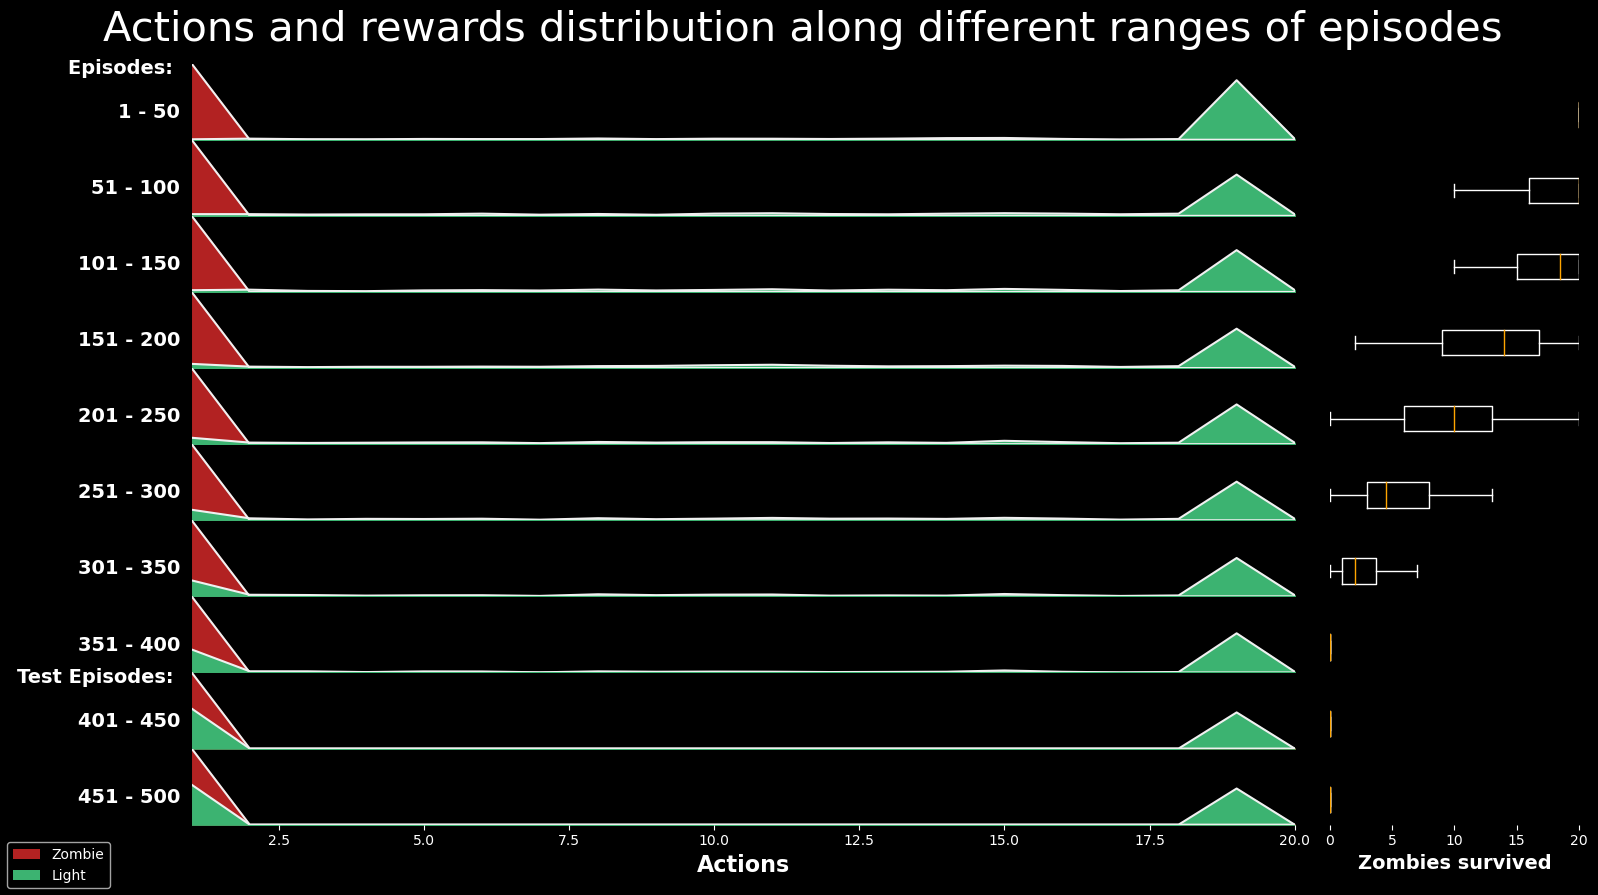 Actions and rewards distribution along different ranges of episodes
Episodes:
1 - 50
51 - 100
101 - 150
151 - 200
201 - 250
251 - 300
301 - 350
351 - 400
Test Episodes:
401 - 450
451 - 500
2.5 5.0 7.5 10.0 12.5 15.0 17.5 20.0 0 5 10 15 20
Actions Zombies survived
Zombie
Light